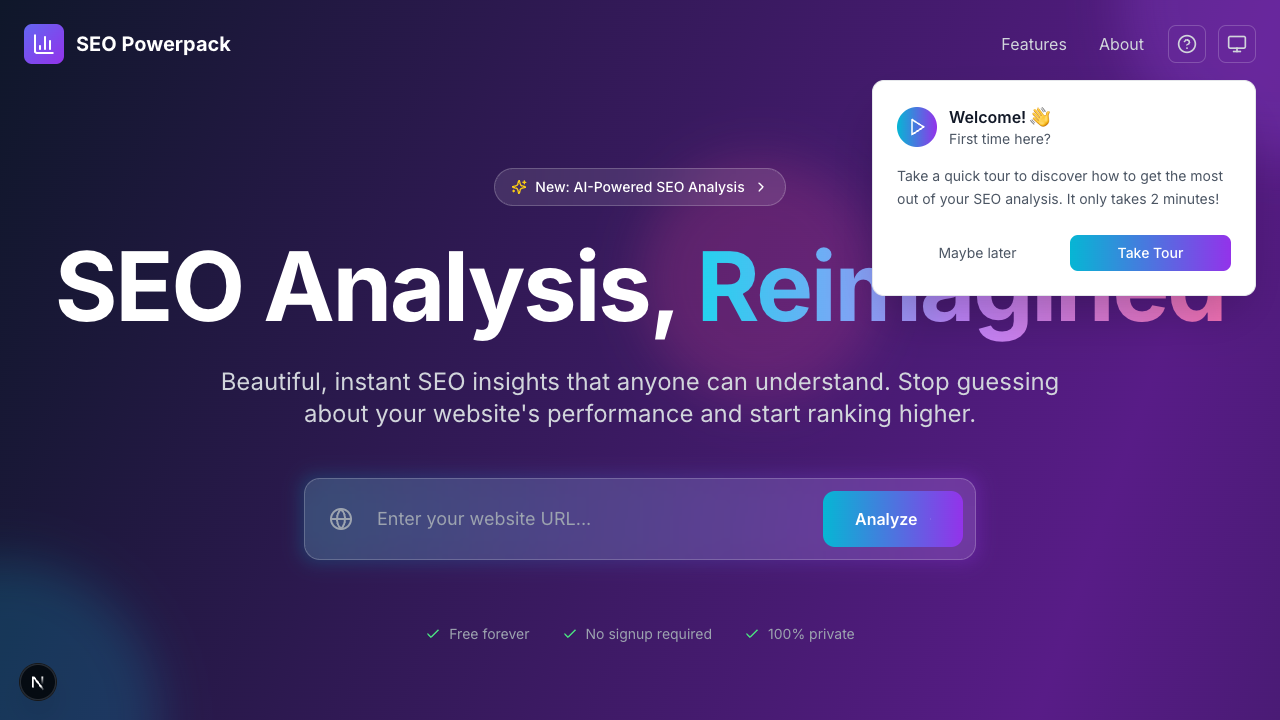 SEO Powerpack
Features
About
Welcome! 👋
First time here?
Take a quick tour to discover how to get the most
out of your SEO analysis. It only takes 2 minutes!
Maybe later
Take Tour
New: AI-Powered SEO Analysis
SEO Analysis, Reimagined
Beautiful, instant SEO insights that anyone can understand. Stop guessing
about your website's performance and start ranking higher.
Enter your website URL...
Analyze
Free forever
No signup required
100% private
N